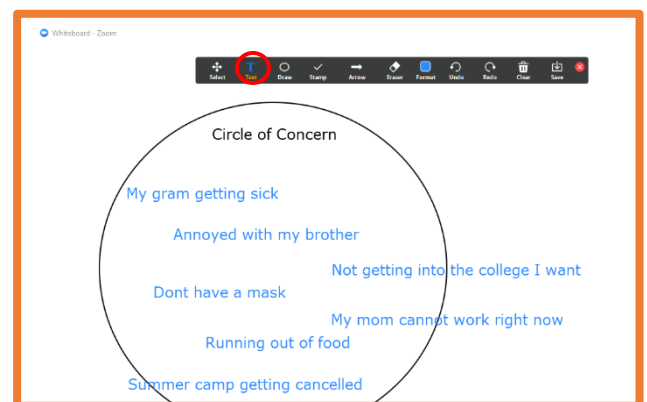 Whiteboard - Zoom
Select Text Draw Stamp Arrow Eraser Format Undo Redo Clear Save
Circle of Concern
My gram getting sick
Annoyed with my brother
Not getting into the college I want
Dont have a mask
My mom cannot work right now
Running out of food
Summer camp getting cancelled